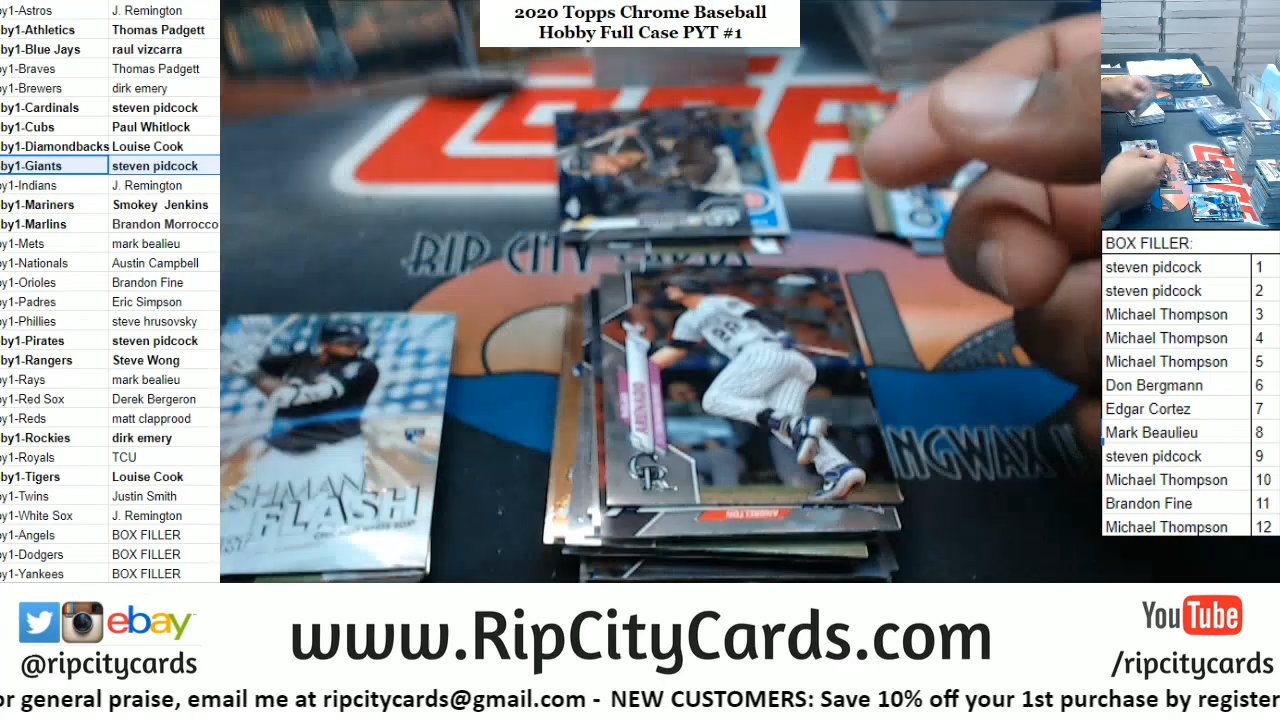 2020 Topps Chrome Baseball
Hobby Full Case PYT #1
by1-Astros J. Remington
by1-Athletics Thomas Padgett
by1-Blue Jays raul vizcarra
by1-Braves Thomas Padgett
by1-Brewers dirk emery
by1-Cardinals steven pidcock
by1-Cubs Paul Whitlock
by1-Diamondbacks Louise Cook
by1-Giants steven pidcock
by1-Indians J. Remington
by1-Mariners Smokey Jenkins
by1-Marlins Brandon Morrocco
by1-Mets mark bealieu
by1-Nationals Austin Campbell
by1-Orioles Brandon Fine
by1-Padres Eric Simpson
by1-Phillies steve hrusovsky
by1-Pirates steven pidcock
by1-Rangers Steve Wong
by1-Rays mark bealieu
by1-Red Sox Derek Bergeron
by1-Reds matt clapprood
by1-Rockies dirk emery
by1-Royals TCU
by1-Tigers Louise Cook
by1-Twins Justin Smith
by1-White Sox J. Remington
by1-Angels BOX FILLER
by1-Dodgers BOX FILLER
by1-Yankees BOX FILLER
RIP CITY CARDS
ARENADO
28
CR
ANDRELTON
SHMAN
FLASH
NGWAX
BOX FILLER:
steven pidcock 1
steven pidcock 2
Michael Thompson 3
Michael Thompson 4
Michael Thompson 5
Don Bergmann 6
Edgar Cortez 7
Mark Beaulieu 8
steven pidcock 9
Michael Thompson 10
Brandon Fine 11
Michael Thompson 12
ebay
@ripcitycards
www.RipCityCards.com
YouTube
/ripcitycards
or general praise, email me at ripcitycards@gmail.com - NEW CUSTOMERS: Save 10% off your 1st purchase by register